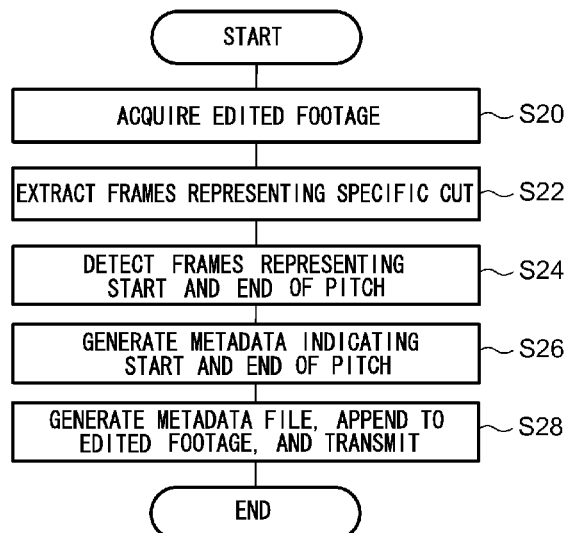 START
ACQUIRE EDITED FOOTAGE
S20
EXTRACT FRAMES REPRESENTING SPECIFIC CUT
S22
DETECT FRAMES REPRESENTING
START AND END OF PITCH
S24
GENERATE METADATA INDICATING
START AND END OF PITCH
S26
GENERATE METADATA FILE, APPEND TO
EDITED FOOTAGE, AND TRANSMIT
S28
END